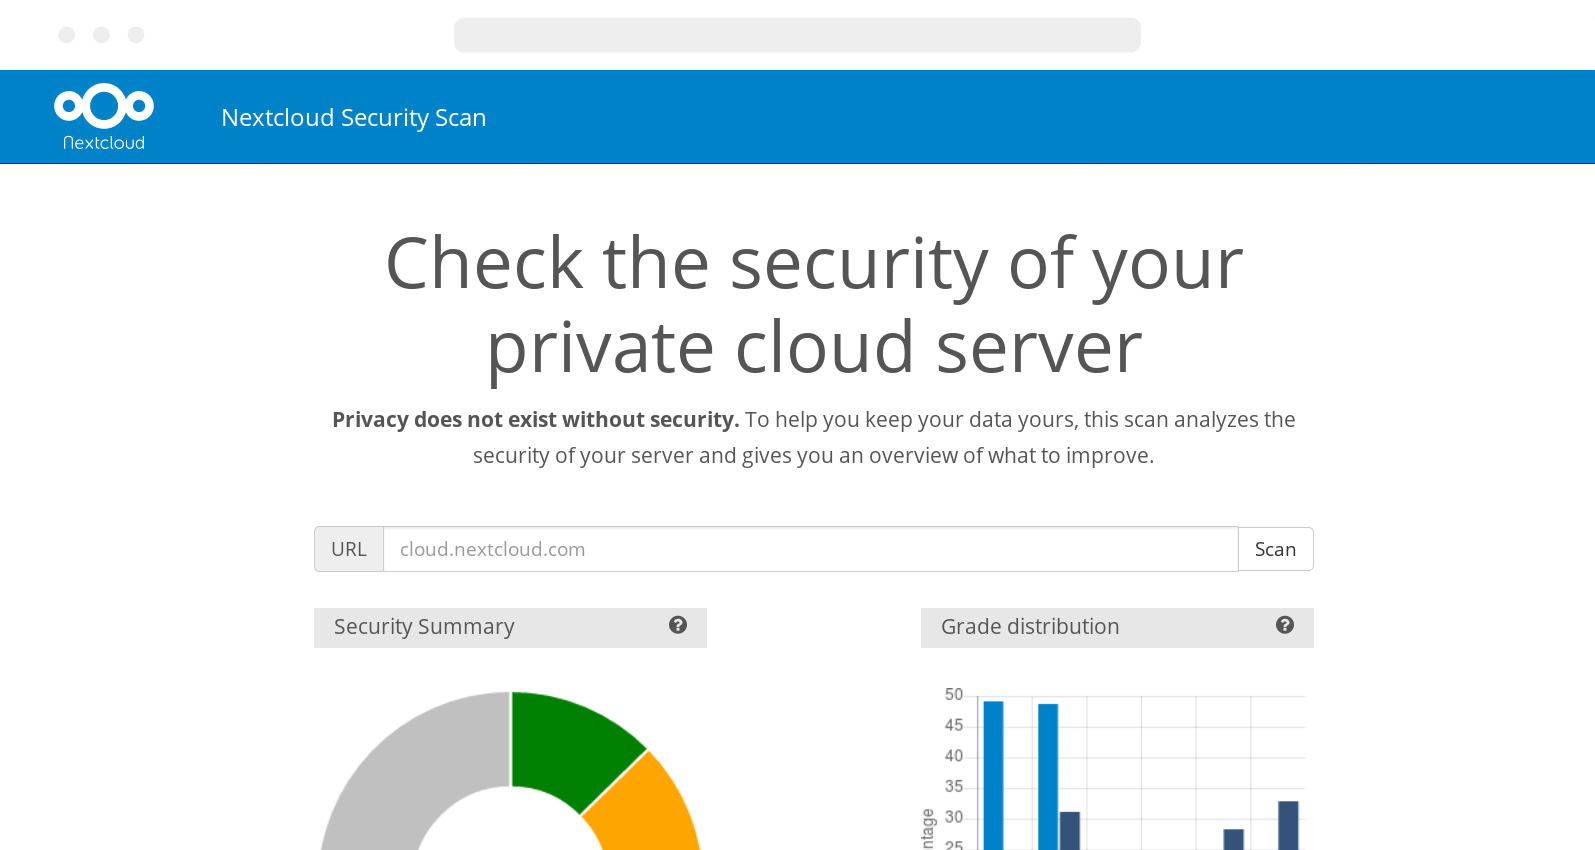 Nextcloud
Nextcloud Security Scan
Check the security of your
private cloud server
Privacy does not exist without security. To help you keep your data yours, this scan analyzes the
security of your server and gives you an overview of what to improve.
URL
cloud.nextcloud.com
Scan
Security Summary
?
Grade distribution
?
50
45
40
35
30
25
ntage